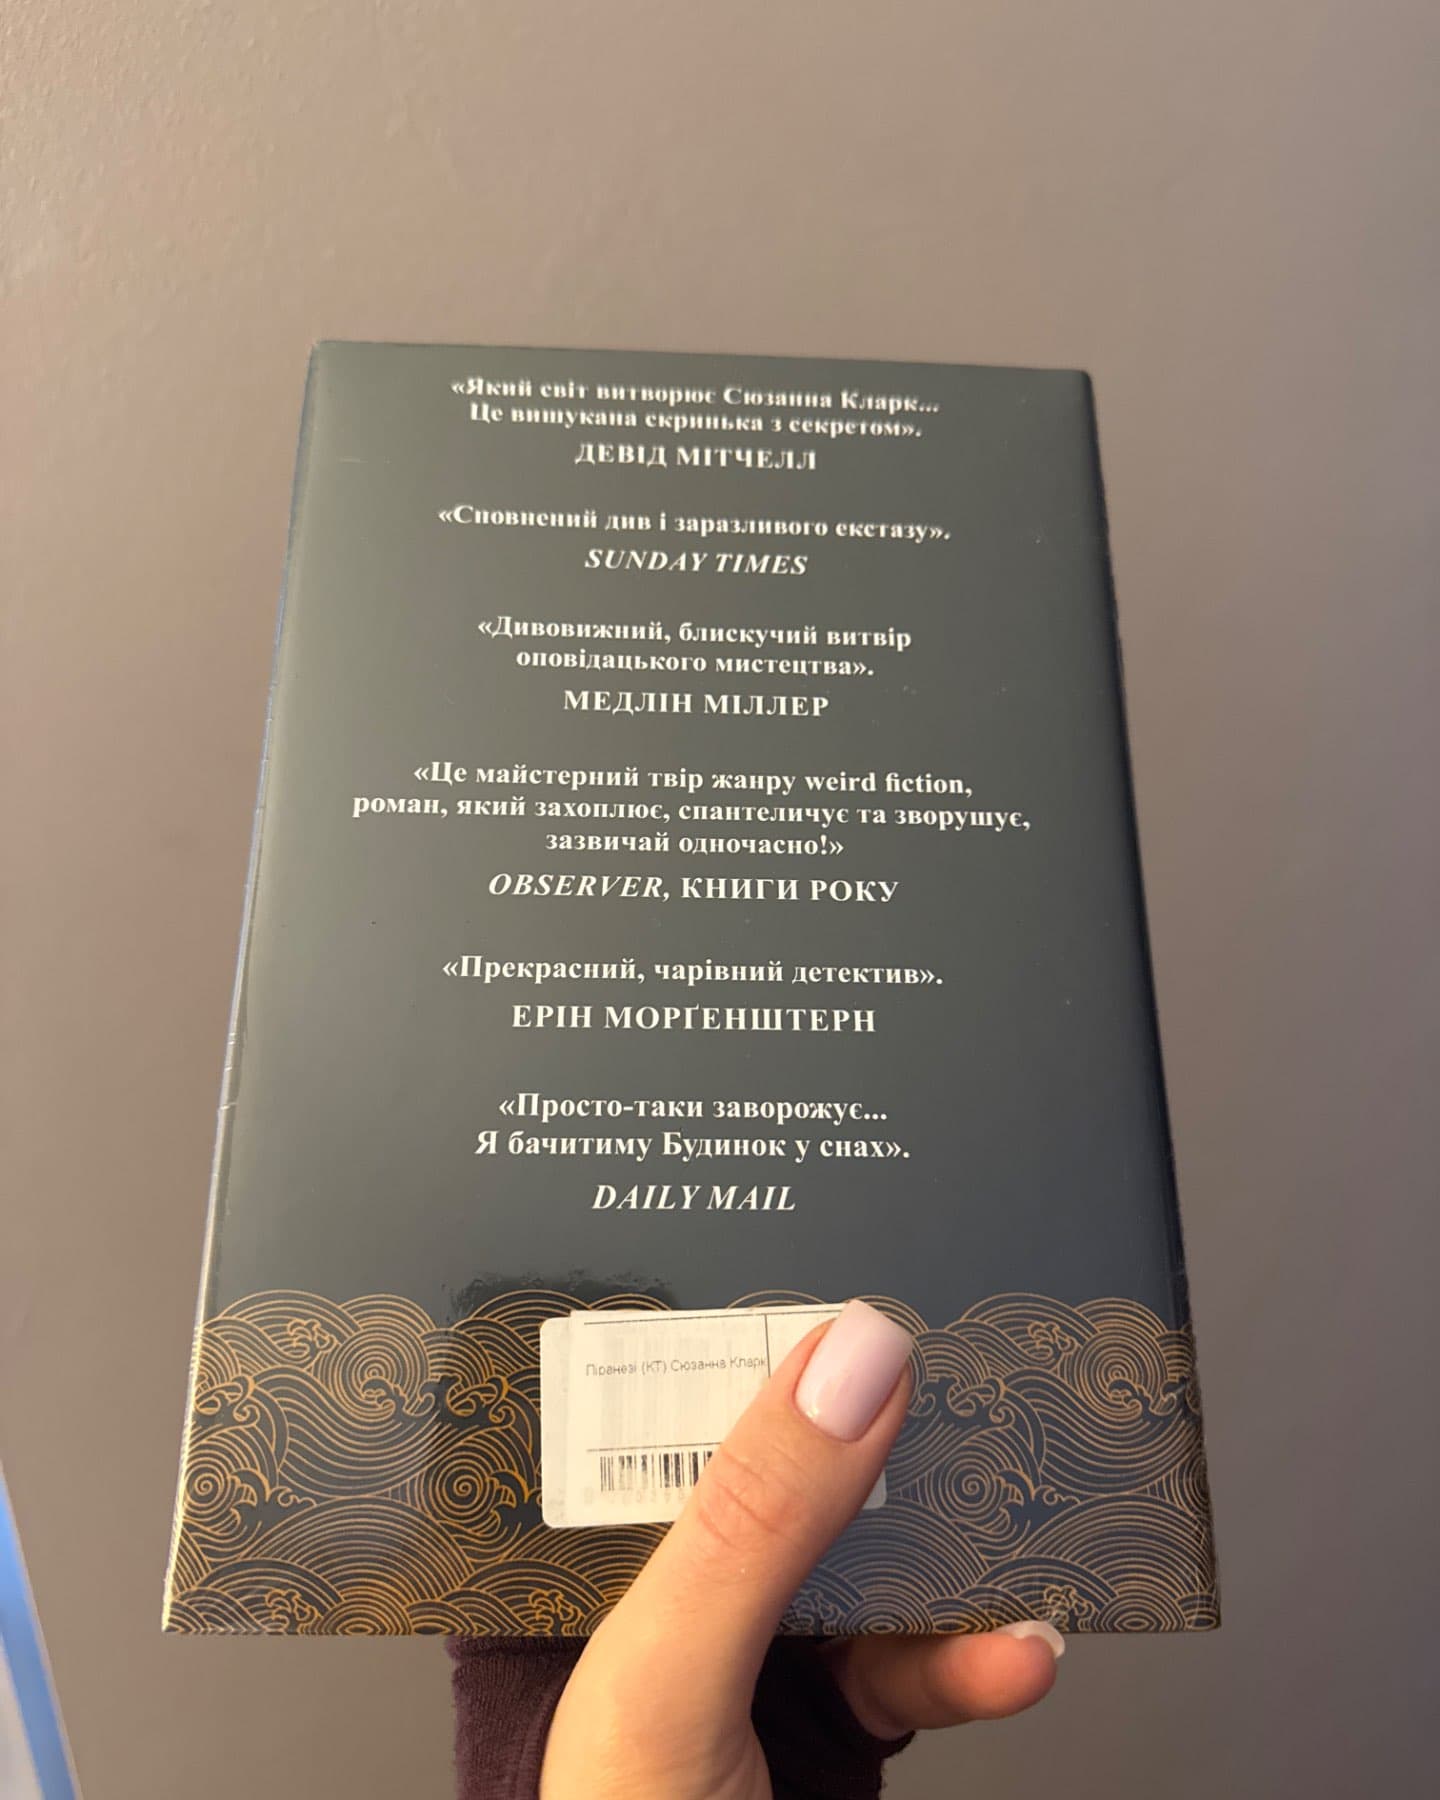 «Який світ витворює Сюзанна Кларк...
Це вишукана скринька з секретом».
ДЕВІД МІТЧЕЛЛ
«Сповнений див і заразливого екстазу».
SUNDAY TIMES
«Дивовижний, блискучий витвір
оповідацького мистецтва».
МЕДЛІН МІЛЛЕР
«Це майстерний твір жанру weird fiction,
роман, який захоплює, спантеличує та зворушує,
зазвичай одночасно!»
OBSERVER, КНИГИ РОКУ
«Прекрасний, чарівний детектив».
ЕРІН МОРҐЕНШТЕРН
«Просто-таки заворожує...
Я бачитиму Будинок у снах».
DAILY MAIL
Піранезі (КТ) Сюзанна Кларк